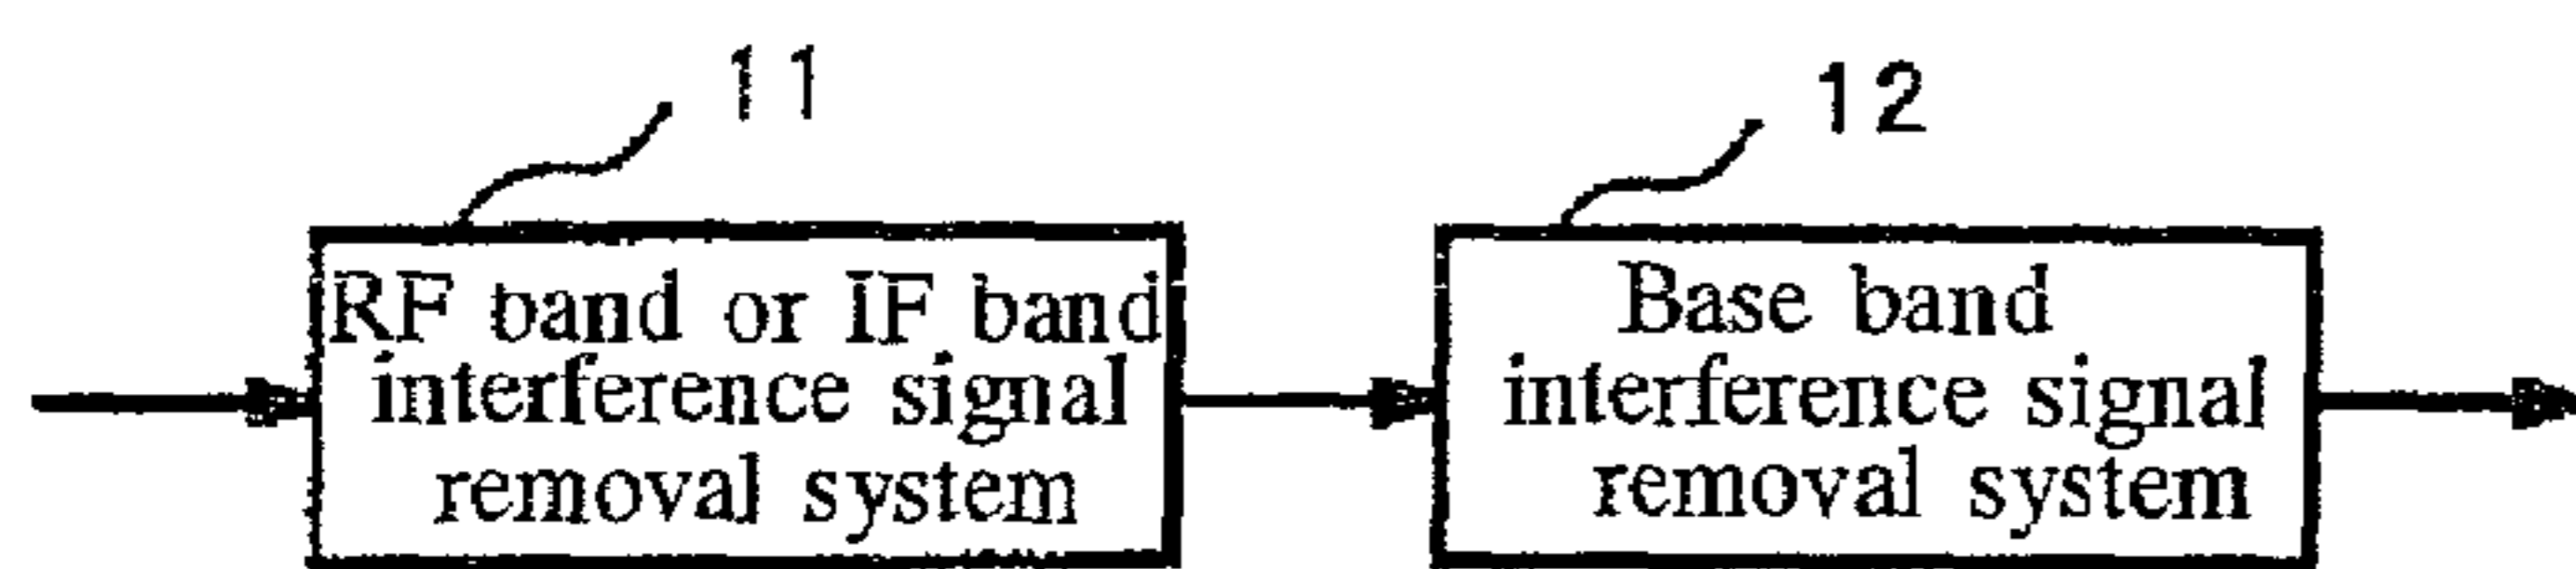 11
12
RF band or IF band
interference signal
removal system
Base band
interference signal
removal system